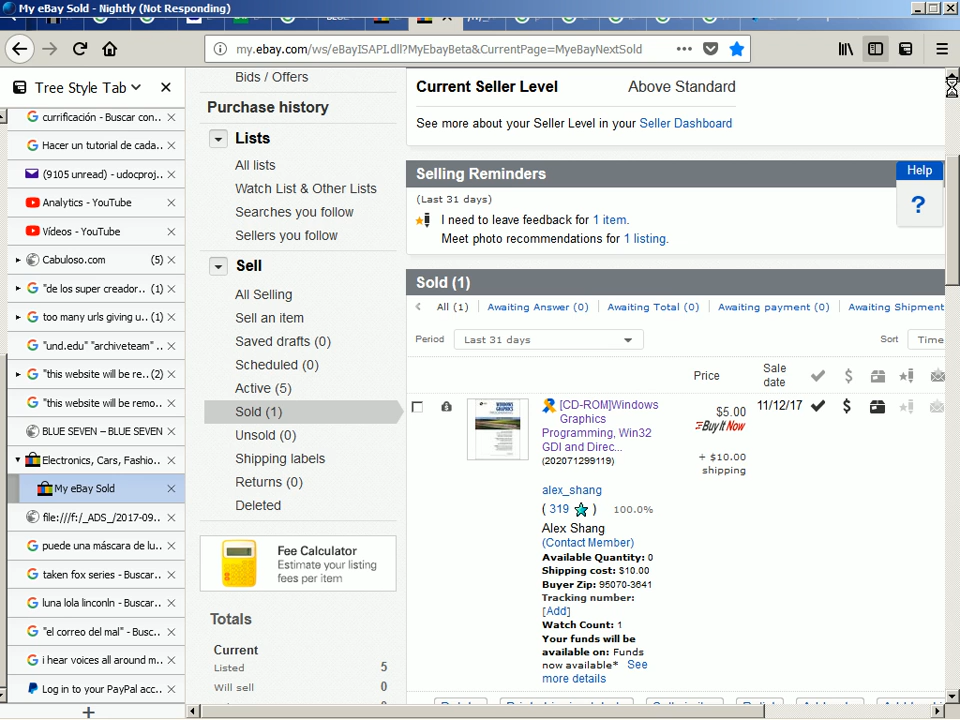 My eBay Sold - Nightly (Not Responding)
my.ebay.com/ws/eBayISAPI.dll?MyEbayBeta&CurrentPage=MyeBayNextSold
Tree Style Tab
currificación - Buscar con...
Hacer un tutorial de cada...
(9105 unread) - udocproj...
Analytics - YouTube
Vídeos - YouTube
Cabuloso.com (5)
"de los super creador... (1)
too many urls giving u.. (1)
"und.edu" "archiveteam" ...
"this website will be re.. (2)
"this website will be remo...
BLUE SEVEN – BLUE SEVEN
Electronics, Cars, Fashio...
My eBay Sold
file:///f:/_ADS_/2017-09...
puede una máscara de lu...
taken fox series - Buscar...
luna lola linconln - Buscar..
"el correo del mal" - Busc...
i hear voices all around m...
Log in to your PayPal acc...
Bids / Offers
Purchase history
Lists
All lists
Watch List & Other Lists
Searches you follow
Sellers you follow
Sell
All Selling
Sell an item
Saved drafts (0)
Scheduled (0)
Active (5)
Sold (1)
Unsold (0)
Shipping labels
Returns (0)
Deleted
Fee Calculator
Estimate your listing
fees per item
Totals
Current
Listed 5
Will sell 0
Current Seller Level Above Standard
See more about your Seller Level in your Seller Dashboard
Selling Reminders
Help
?
(Last 31 days)
I need to leave feedback for 1 item.
Meet photo recommendations for 1 listing.
Sold (1)
All (1) Awaiting Answer (0) Awaiting Total (0) Awaiting payment (0) Awaiting Shipment
Period Last 31 days Sort Time
Price Sale
date
[CD-ROM]Windows
Graphics
Programming, Win32
GDI and Direc...
(202071299119)
$5.00
Buy It Now
+ $10.00
shipping
11/12/17
alex_shang
( 319 ) 100.0%
Alex Shang
(Contact Member)
Available Quantity: 0
Shipping cost: $10.00
Buyer Zip: 95070-3641
Tracking number:
[Add]
Watch Count: 1
Your funds will be
available on: Funds
now available* See
more details